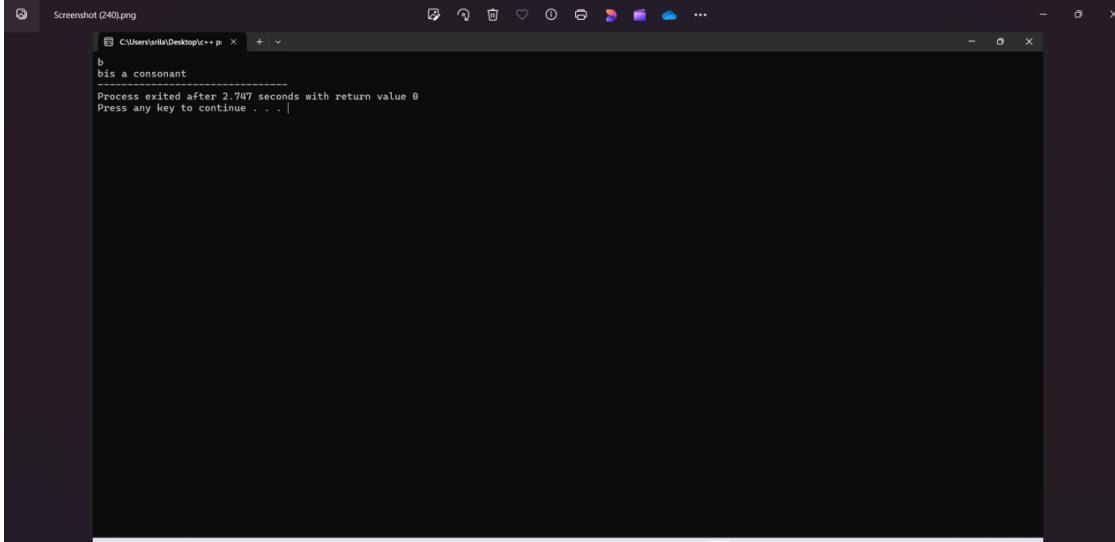 Screenshot (240).png
C:\Users\srila\Desktop\c++ p
b
bis a consonant
--------------------------------
Process exited after 2.747 seconds with return value 0
Press any key to continue . . .